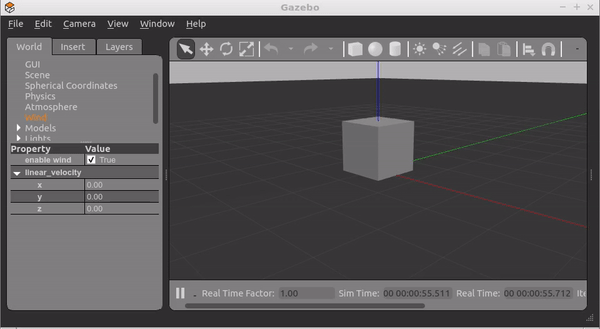 Gazebo
File Edit Camera View Window Help
World Insert Layers
GUI
Scene
Spherical Coordinates
Physics
Atmosphere
Wind
Models
Lights
Property Value
enable wind True
linear_velocity
x 0.00
y 0.00
z 0.00
Real Time Factor: 1.00 Sim Time: 00 00:00:55.511 Real Time: 00 00:00:55.712 Ite